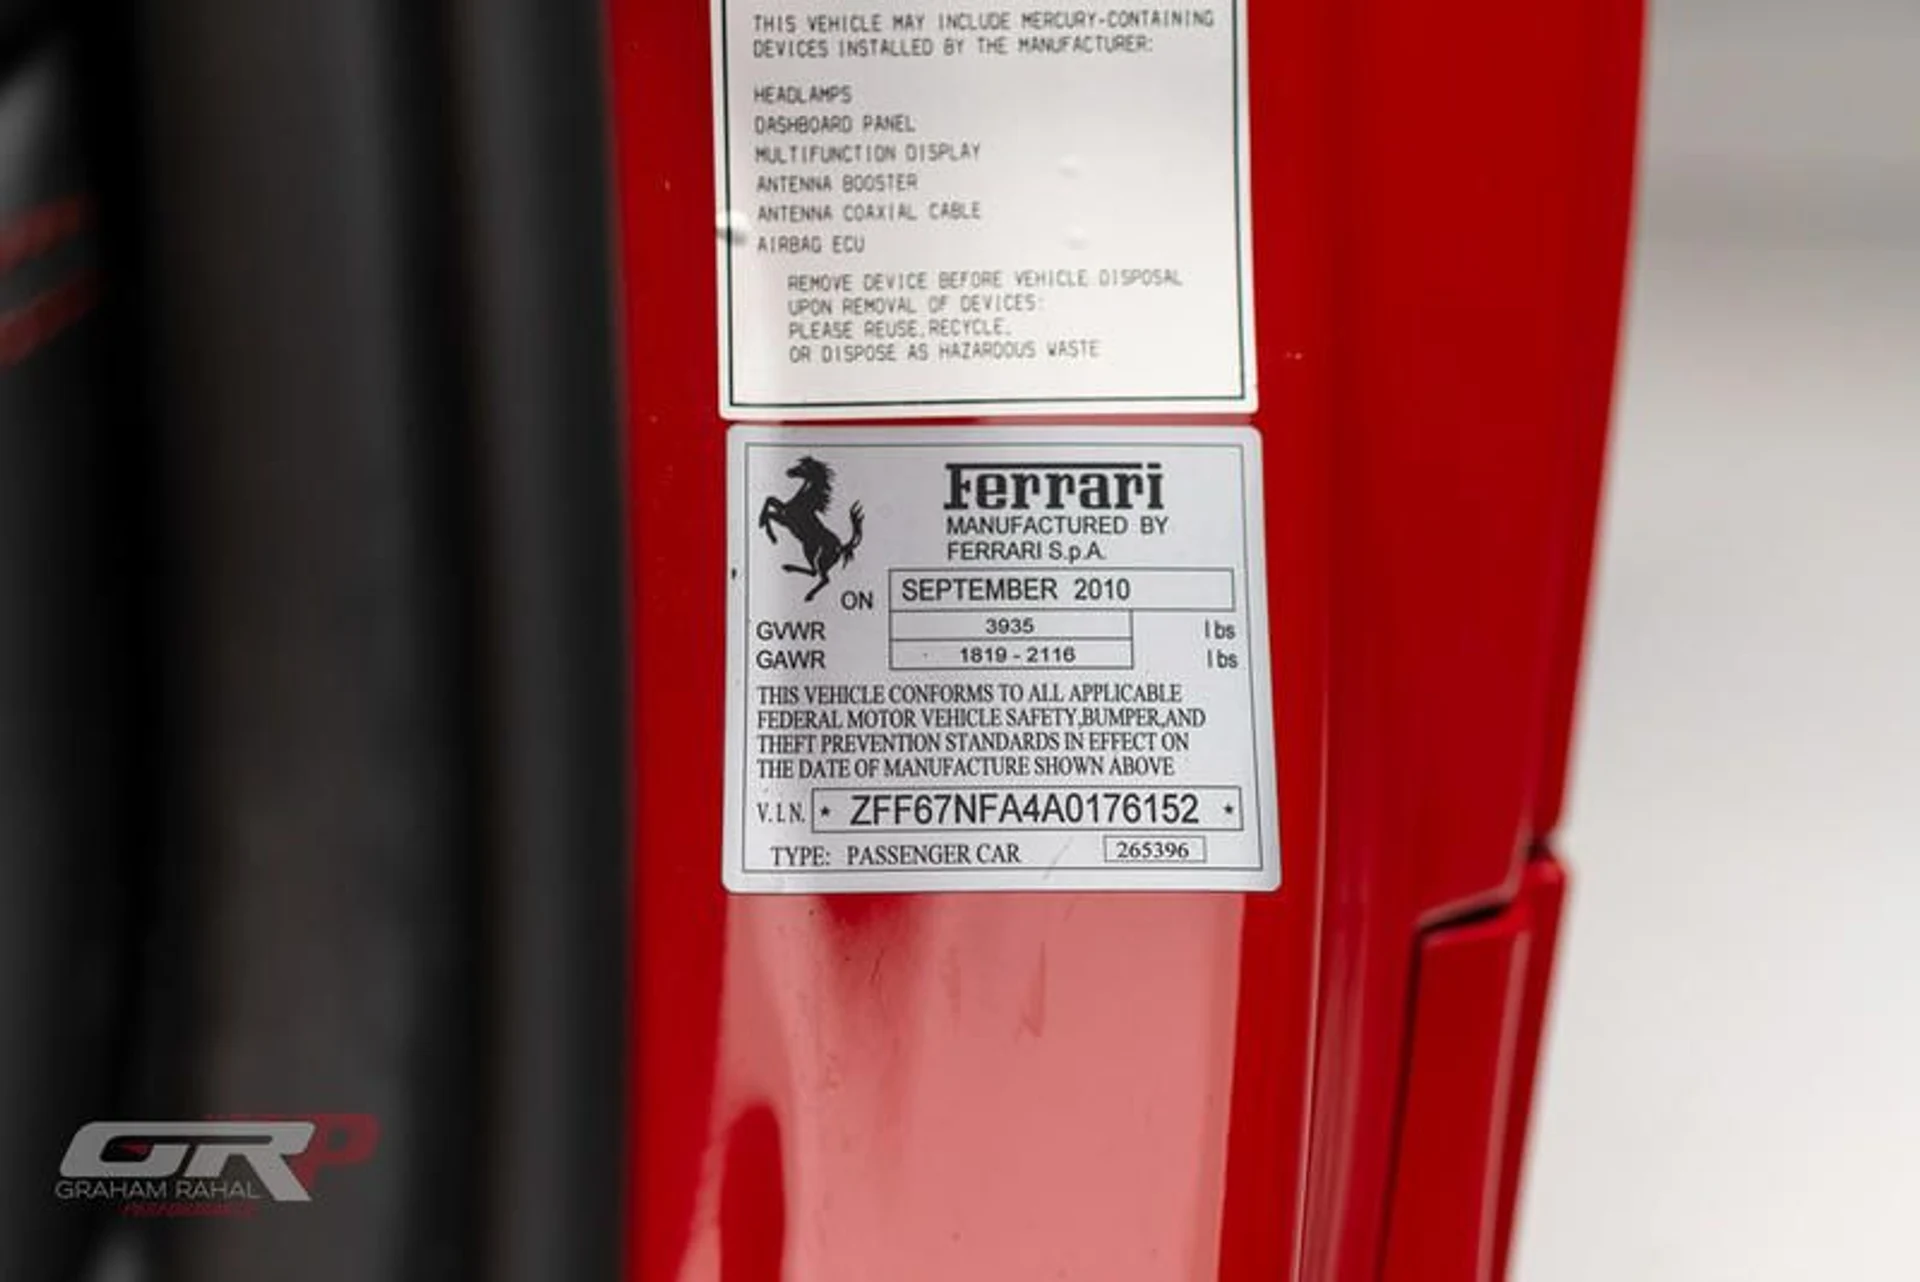 THIS VEHICLE MAY INCLUDE MERCURY-CONTAINING
DEVICES INSTALLED BY THE MANUFACTURER:
HEADLAMPS
DASHBOARD PANEL
MULTIFUNCTION DISPLAY
ANTENNA BOOSTER
ANTENNA COAXIAL CABLE
AIRBAG ECU
REMOVE DEVICE BEFORE VEHICLE DISPOSAL
UPON REMOVAL OF DEVICES:
PLEASE REUSE, RECYCLE,
OR DISPOSE AS HAZARDOUS WASTE
Ferrari
MANUFACTURED BY
FERRARI S.p.A.
ON SEPTEMBER 2010
GVWR 3935 lbs
GAWR 1819 - 2116 lbs
THIS VEHICLE CONFORMS TO ALL APPLICABLE
FEDERAL MOTOR VEHICLE SAFETY,BUMPER,AND
THEFT PREVENTION STANDARDS IN EFFECT ON
THE DATE OF MANUFACTURE SHOWN ABOVE
V.I.N. * ZFF67NFA4A0176152 *
TYPE: PASSENGER CAR 265396
GRP
GRAHAM RAHAL
PERFORMANCE